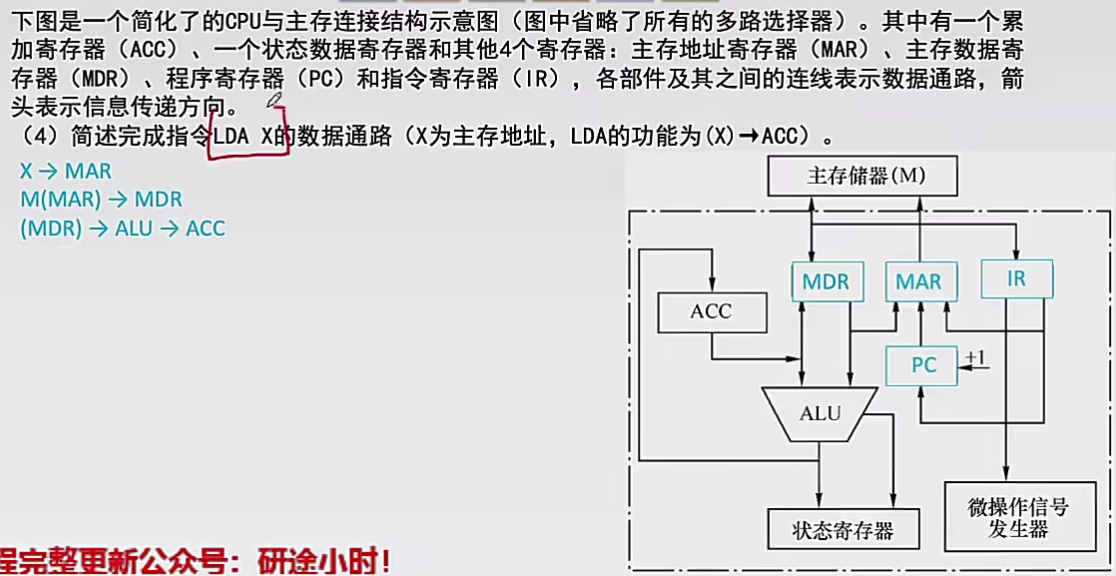 下图是一个简化了的CPU与主存连接结构示意图（图中省略了所有的多路选择器）。其中有一个累
加寄存器（ACC）、一个状态数据寄存器和其他4个寄存器：主存地址寄存器（MAR）、主存数据寄
存器（MDR）、程序寄存器（PC）和指令寄存器（IR），各部件及其之间的连线表示数据通路，箭
头表示信息传递方向。
（4）简述完成指令LDA X的数据通路（X为主存地址，LDA的功能为(X)→ACC）。
X → MAR
M(MAR) → MDR
(MDR) → ALU → ACC
主存储器(M)
MDR
MAR
IR
ACC
PC
+1
ALU
微操作信号
发生器
状态寄存器
程完整更新公众号：研途小时！